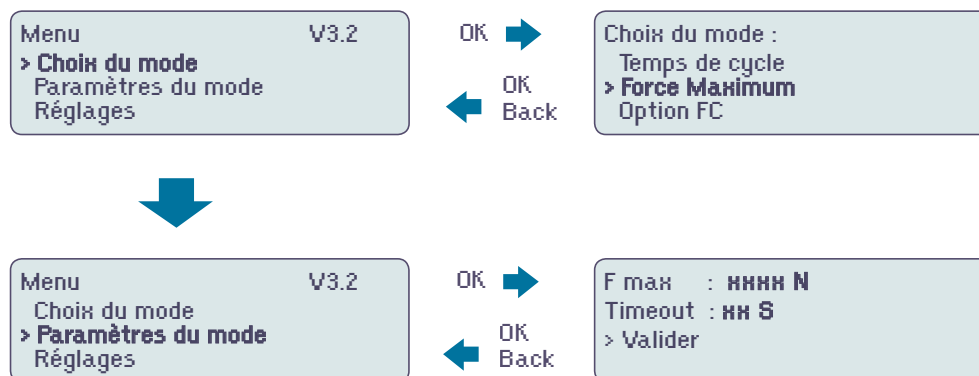 Menu V3.2
> Choix du mode
Paramètres du mode
Réglages
OK
OK
Back
Choix du mode :
Temps de cycle
> Force Maximum
Option FC
Menu V3.2
Choix du mode
> Paramètres du mode
Réglages
OK
OK
Back
F max : xxxx N
Timeout : xx S
> Valider